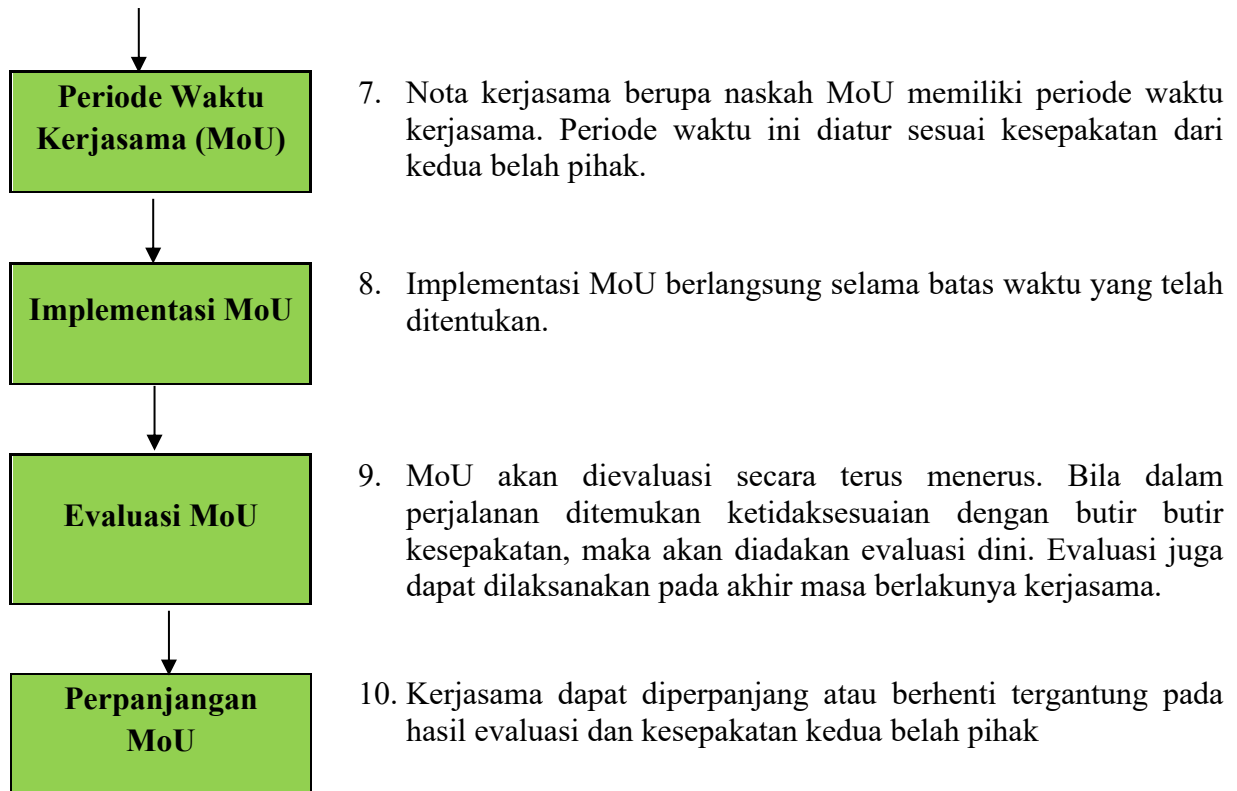 Periode Waktu
Kerjasama (MoU)
7. Nota kerjasama berupa naskah MoU memiliki periode waktu
kerjasama. Periode waktu ini diatur sesuai kesepakatan dari
kedua belah pihak.
Implementasi MoU
8. Implementasi MoU berlangsung selama batas waktu yang telah
ditentukan.
Evaluasi MoU
9. MoU akan dievaluasi secara terus menerus. Bila dalam
perjalanan ditemukan ketidaksesuaian dengan butir butir
kesepakatan, maka akan diadakan evaluasi dini. Evaluasi juga
dapat dilaksanakan pada akhir masa berlakunya kerjasama.
Perpanjangan
MoU
10. Kerjasama dapat diperpanjang atau berhenti tergantung pada
hasil evaluasi dan kesepakatan kedua belah pihak